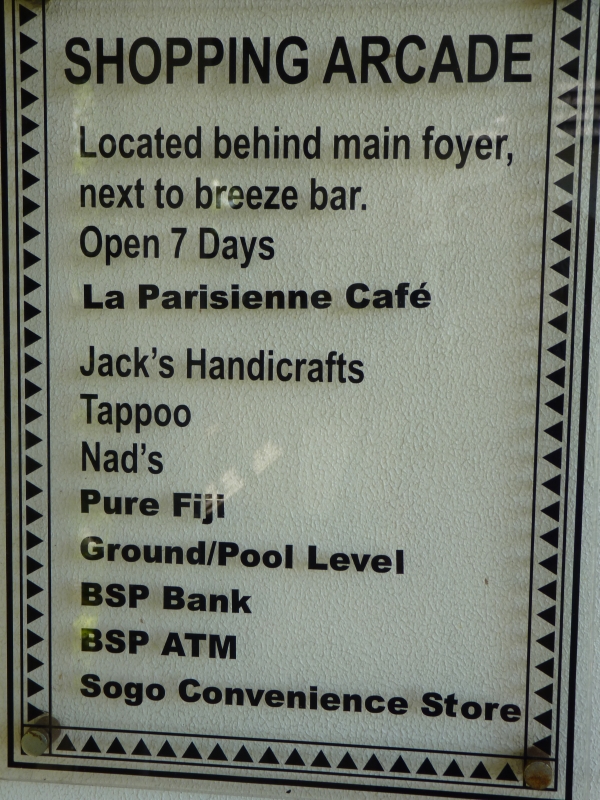 SHOPPING ARCADE
Located behind main foyer,
next to breeze bar.
Open 7 Days
La Parisienne Café
Jack's Handicrafts
Tappoo
Nad's
Pure Fiji
Ground/Pool Level
BSP Bank
BSP ATM
Sogo Convenience Store